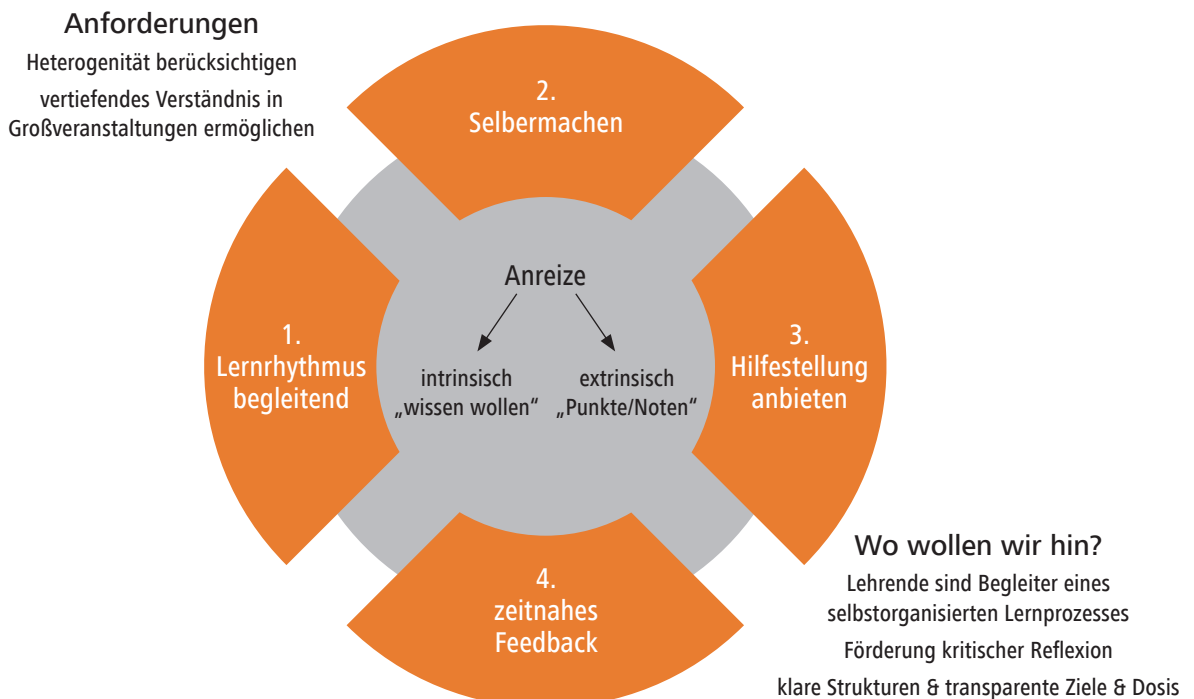 Anforderungen
Heterogenität berücksichtigen
vertiefendes Verständnis in
Großveranstaltungen ermöglichen
2.
Selbermachen
Anreize
1.
Lernrhythmus
begleitend
intrinsisch
„wissen wollen“
extrinsisch
„Punkte/Noten“
3.
Hilfestellung
anbieten
4.
zeitnahes
Feedback
Wo wollen wir hin?
Lehrende sind Begleiter eines
selbstorganisierten Lernprozesses
Förderung kritischer Reflexion
klare Strukturen & transparente Ziele & Dosis